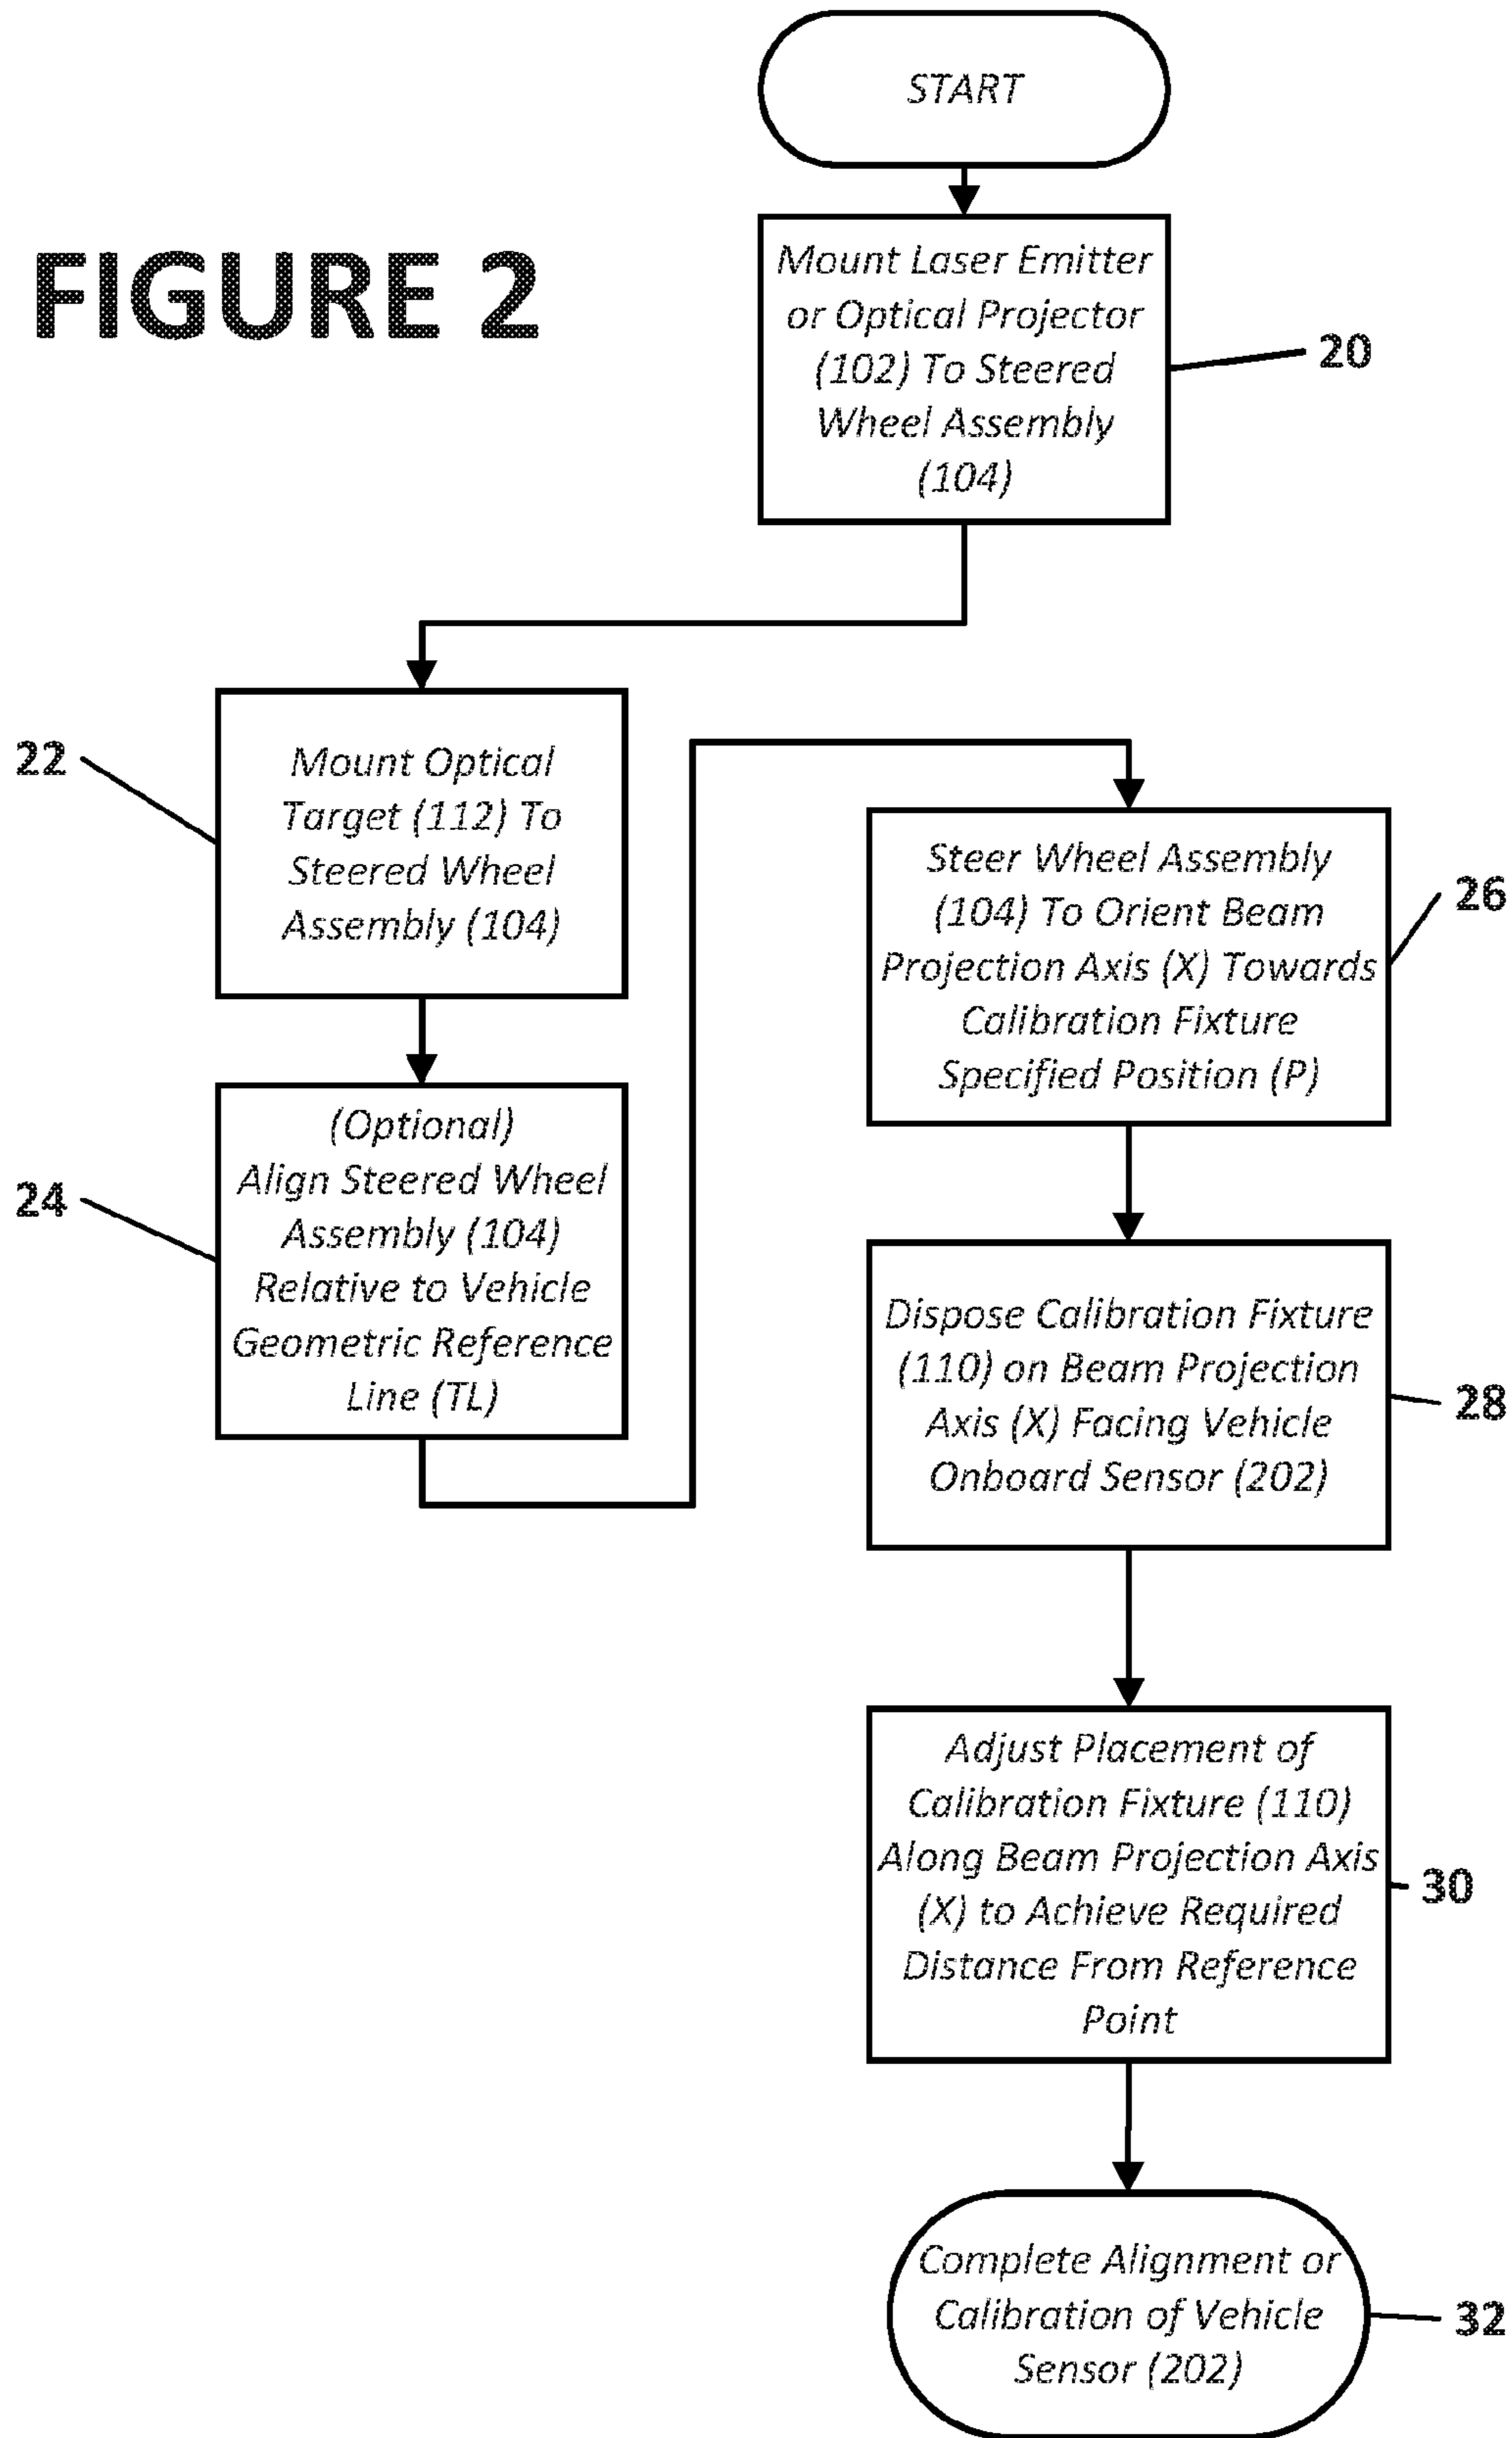 START
FIGURE 2
Mount Laser Emitter
or Optical Projector
(102) To Steered
Wheel Assembly
(104)
20
22
Mount Optical
Target (112) To
Steered Wheel
Assembly (104)
24
(Optional)
Align Steered Wheel
Assembly (104)
Relative to Vehicle
Geometric Reference
Line (TL)
Steer Wheel Assembly
(104) To Orient Beam
Projection Axis (X) Towards
Calibration Fixture
Specified Position (P)
26
Dispose Calibration Fixture
(110) on Beam Projection
Axis (X) Facing Vehicle
Onboard Sensor (202)
28
Adjust Placement of
Calibration Fixture (110)
Along Beam Projection Axis
(X) to Achieve Required
Distance From Reference
Point
30
Complete Alignment or
Calibration of Vehicle
Sensor (202)
32